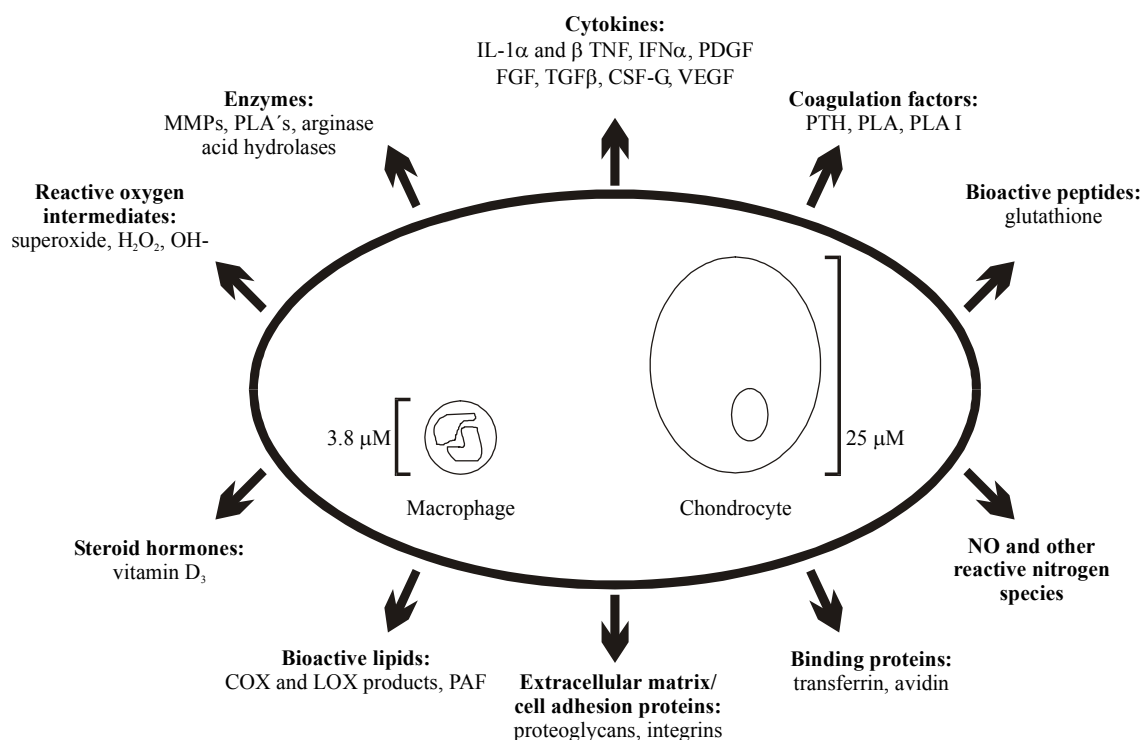 Cytokines:
IL-1α and β TNF, IFNα, PDGF
FGF, TGFβ, CSF-G, VEGF
Enzymes:
MMPs, PLA´s, arginase
acid hydrolases
Coagulation factors:
PTH, PLA, PLA I
Reactive oxygen
intermediates:
superoxide, H₂O₂, OH-
Bioactive peptides:
glutathione
3.8 μM
25 μM
Macrophage
Chondrocyte
Steroid hormones:
vitamin D₃
NO and other
reactive nitrogen
species
Bioactive lipids:
COX and LOX products, PAF
Extracellular matrix/
cell adhesion proteins:
proteoglycans, integrins
Binding proteins:
transferrin, avidin